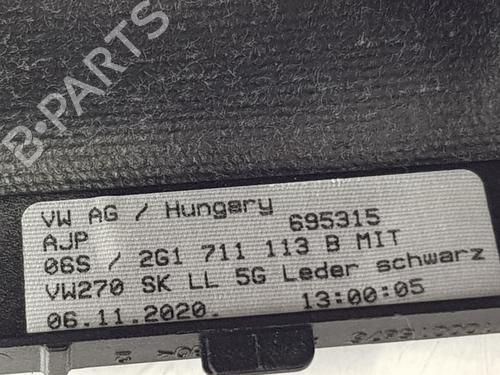 B-PARTS
VW AG / Hungary
AJP 695315
06S / 2G1 711 113 B MIT
VW270 SK LL 5G Leder schwarz
06.11.2020. 13:00:05